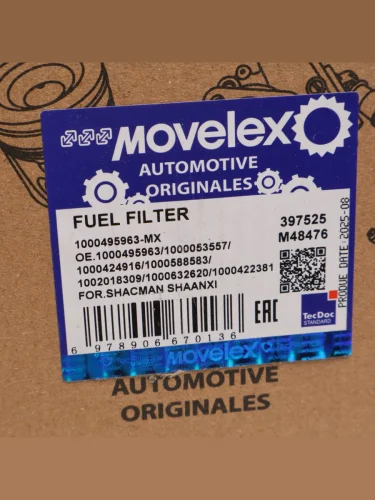 Movelex
AUTOMOTIVE
ORIGINALES
FUEL FILTER
397525
M48476
1000495963-MX
OE.1000495963/1000053557/
1000424916/1000588583/
1002018309/1000632620/1000422381
FOR.SHACMAN SHAANXI
PRODUE DATE:2025-08
EAC
TecDoc
STANDARD
6 978906 670136
Movelex
AUTOMOTIVE
ORIGINALES